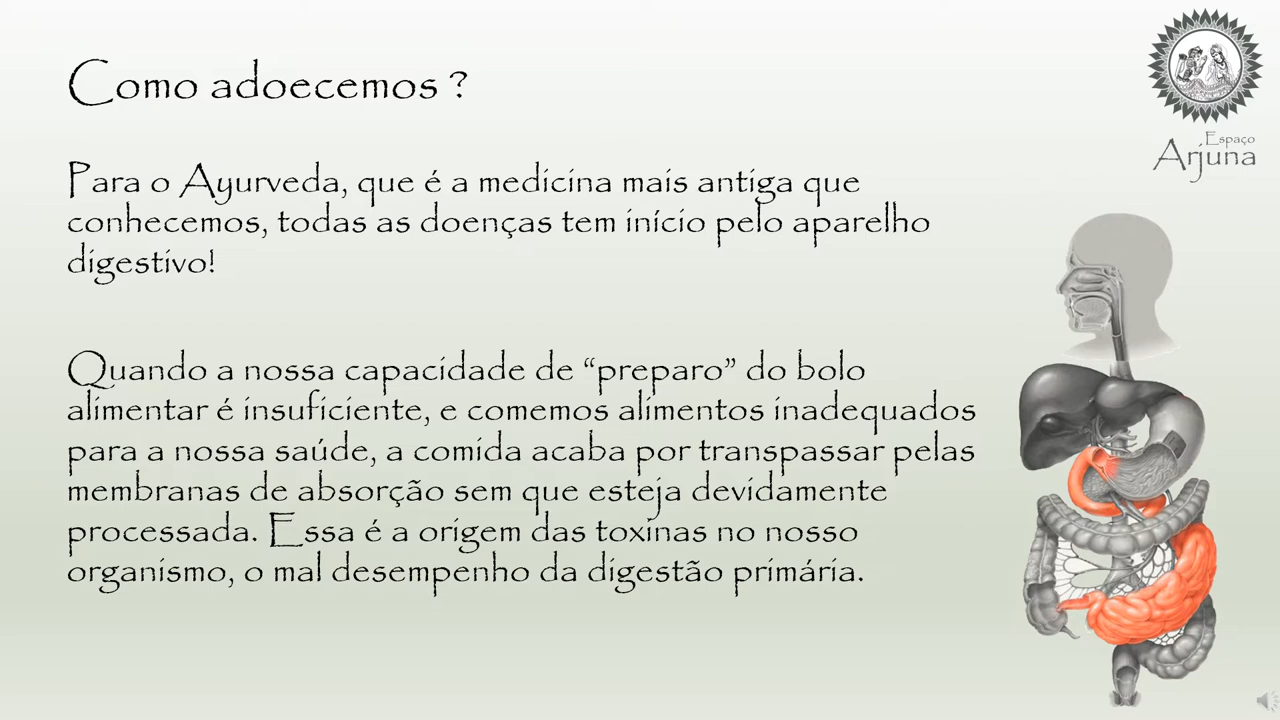 Como adoecemos ?
Espaço
Arjuna
Para o Ayurveda, que é a medicina mais antiga que
conhecemos, todas as doenças tem início pelo aparelho
digestivo!
Quando a nossa capacidade de “preparo” do bolo
alimentar é insuficiente, e comemos alimentos inadequados
para a nossa saúde, a comida acaba por transpassar pelas
membranas de absorção sem que esteja devidamente
processada. Essa é a origem das toxinas no nosso
organismo, o mal desempenho da digestão primária.